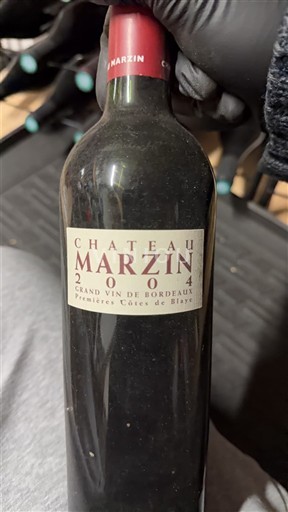 MARZIN
CHATEAU
MARZIN
2004
GRAND VIN DE BORDEAUX
Premières Côtes de Blaye